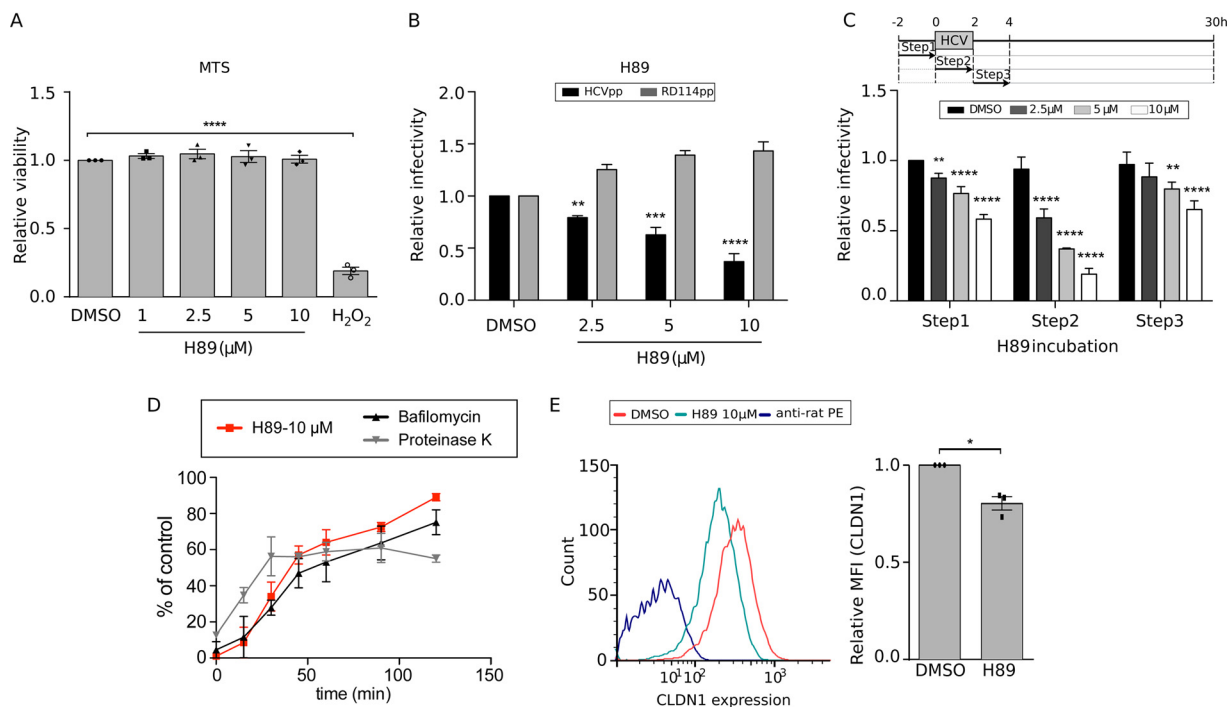 A
MTS
Relative viability
1.5
1.0
0.5
0.0
****
DMSO 1 2.5 5 10 H2O2
H89(µM)
B
H89
HCVpp RD114pp
Relative infectivity
2.0
1.5
1.0
0.5
0.0
** *** ****
DMSO 2.5 5 10
H89(µM)
C
-2 0 2 4 30h
HCV
Step1
Step2
Step3
DMSO 2.5µM 5 µM 10µM
Relative infectivity
1.5
1.0
0.5
0.0
** **** ****
**** **** ****
** ****
Step1 Step2 Step3
H89incubation
D
H89-10 µM
Bafilomycin
Proteinase K
% of control
100
80
60
40
20
0
0 50 100 150
time (min)
E
DMSO H89 10µM anti-rat PE
Count
150
100
50
0
10¹ 10² 10³
CLDN1 expression
Relative MFI (CLDN1)
1.0
0.5
0.0
*
DMSO H89